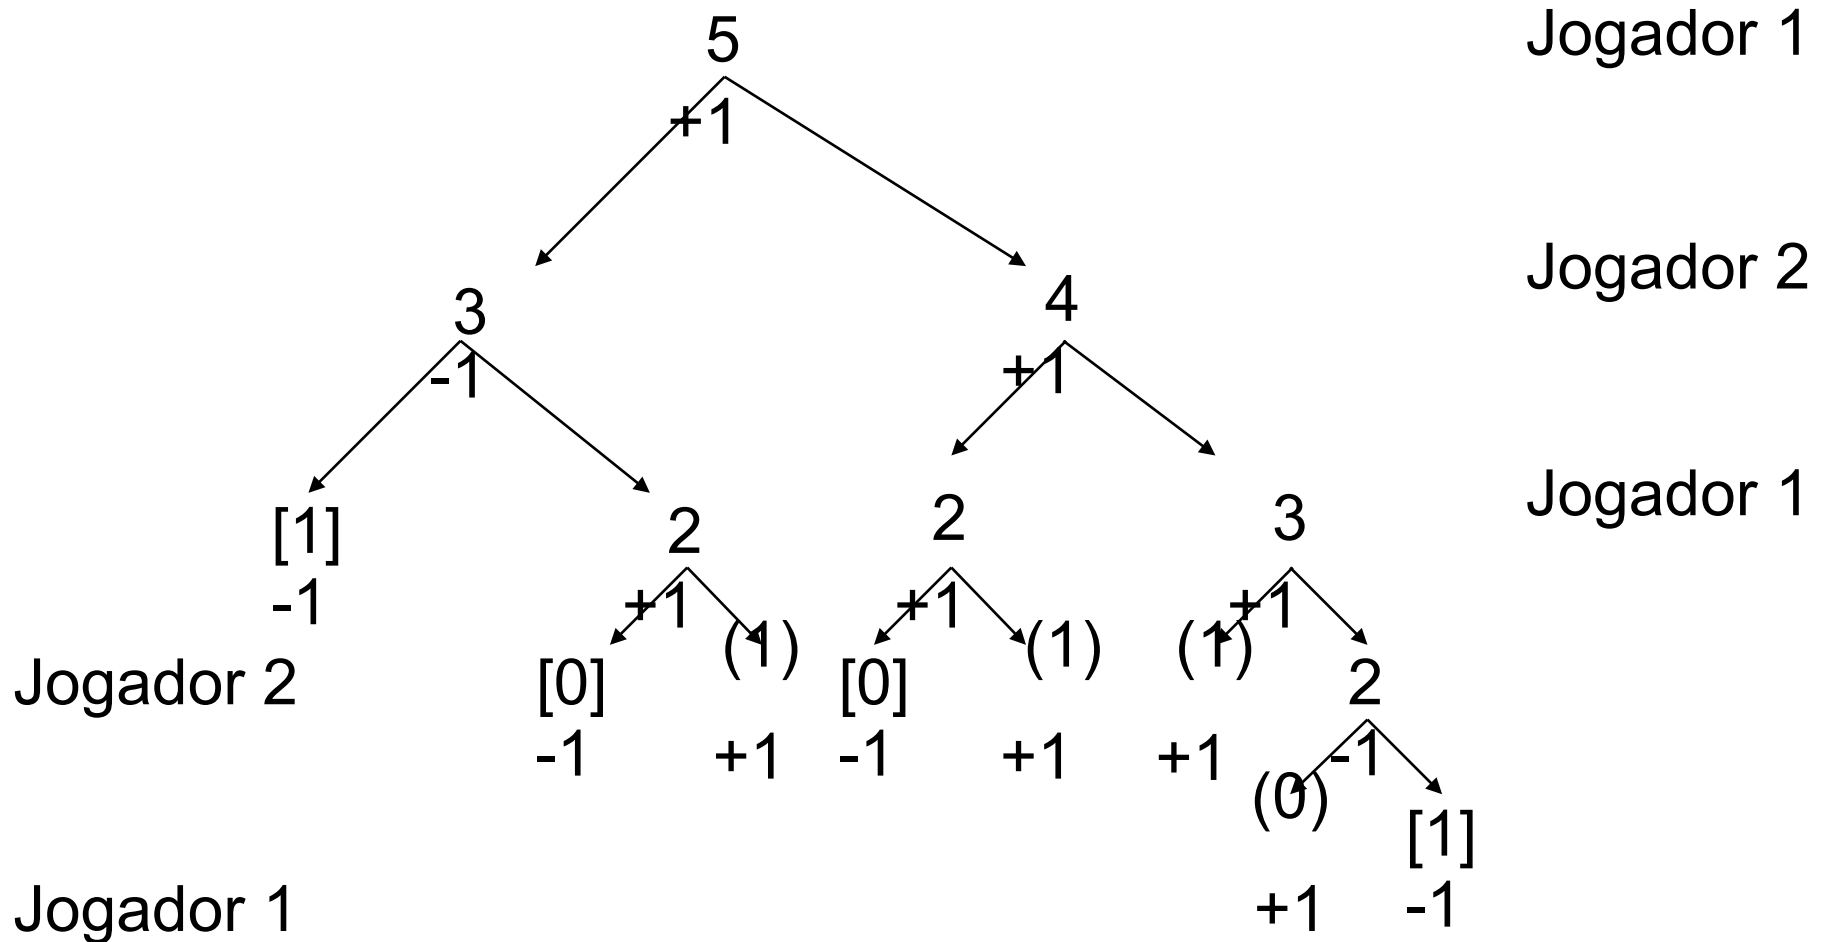 5 Jogador 1
+1
3 4 Jogador 2
-1 +1
[1] 2 2 3 Jogador 1
-1 +1 +1 +1
Jogador 2 [0] (1) [0] (1) (1) 2
-1 +1 -1 +1 +1 -1
(0) [1]
Jogador 1 +1 -1